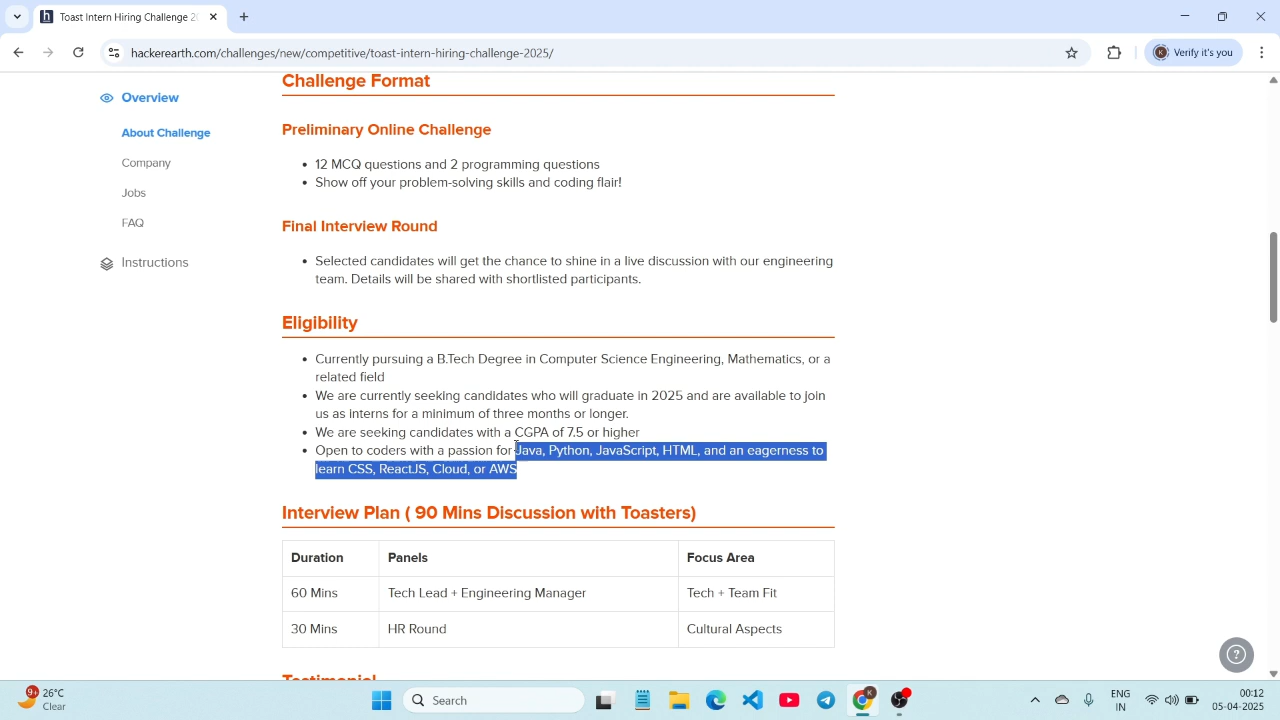 Toast Intern Hiring Challenge 20
hackerearth.com/challenges/new/competitive/toast-intern-hiring-challenge-2025/
K
Verify it's you
Overview
About Challenge
Company
Jobs
FAQ
Instructions
Challenge Format
Preliminary Online Challenge
• 12 MCQ questions and 2 programming questions
• Show off your problem-solving skills and coding flair!
Final Interview Round
• Selected candidates will get the chance to shine in a live discussion with our engineering
team. Details will be shared with shortlisted participants.
Eligibility
• Currently pursuing a B.Tech Degree in Computer Science Engineering, Mathematics, or a
related field
• We are currently seeking candidates who will graduate in 2025 and are available to join
us as interns for a minimum of three months or longer.
• We are seeking candidates with a CGPA of 7.5 or higher
• Open to coders with a passion for Java, Python, JavaScript, HTML, and an eagerness to
learn CSS, ReactJS, Cloud, or AWS
Interview Plan ( 90 Mins Discussion with Toasters)
Duration Panels Focus Area
60 Mins Tech Lead + Engineering Manager Tech + Team Fit
30 Mins HR Round Cultural Aspects
Testimonial
9+
26°C
Clear
Search
ENG
IN
00:12
05-04-2025